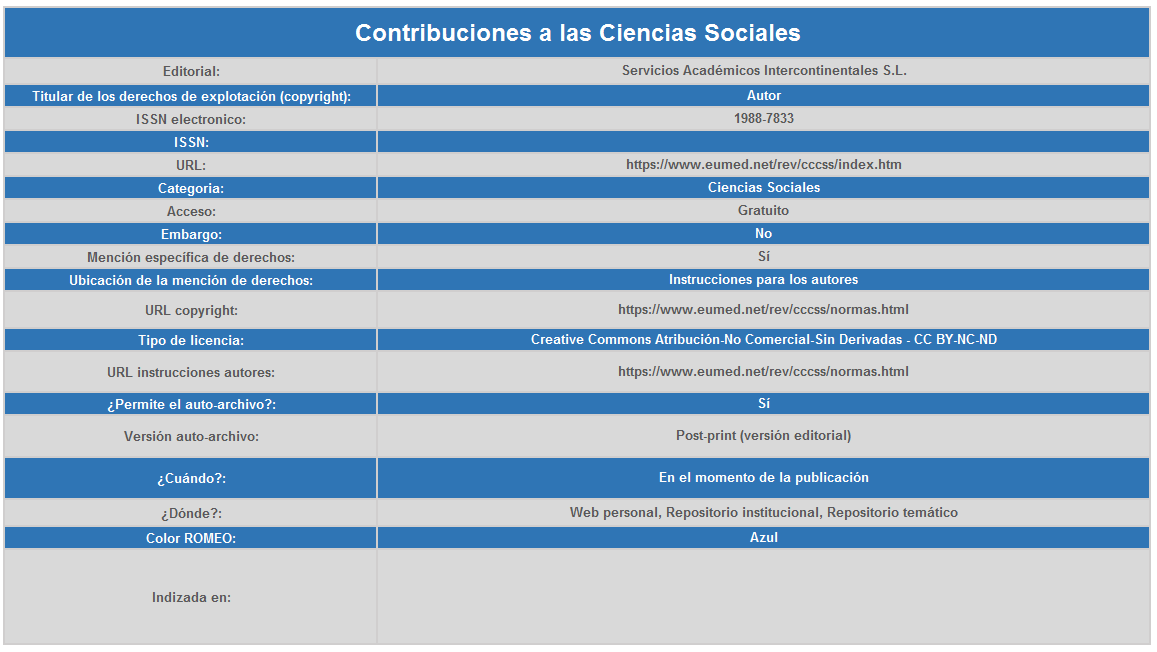 Contribuciones a las Ciencias Sociales
Editorial: Servicios Académicos Intercontinentales S.L.
Titular de los derechos de explotación (copyright): Autor
ISSN electronico: 1988-7833
ISSN:
URL: https://www.eumed.net/rev/cccss/index.htm
Categoria: Ciencias Sociales
Acceso: Gratuito
Embargo: No
Mención específica de derechos: Sí
Ubicación de la mención de derechos: Instrucciones para los autores
URL copyright: https://www.eumed.net/rev/cccss/normas.html
Tipo de licencia: Creative Commons Atribución-No Comercial-Sin Derivadas - CC BY-NC-ND
URL instrucciones autores: https://www.eumed.net/rev/cccss/normas.html
¿Permite el auto-archivo?: Sí
Versión auto-archivo: Post-print (versión editorial)
¿Cuándo?: En el momento de la publicación
¿Dónde?: Web personal, Repositorio institucional, Repositorio temático
Color ROMEO: Azul
Indizada en: